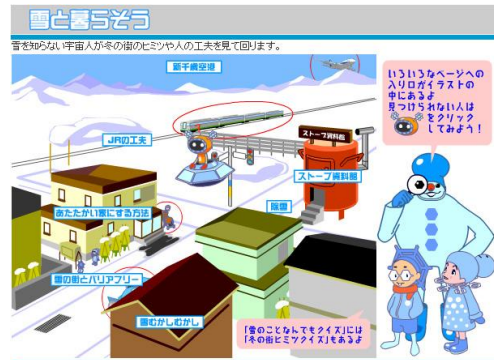 雪と暮らそう
雪を知らない宇宙人が冬の街のヒミツや人の工夫を見て回ります。
新千歳空港
いろいろなページへの
入り口がイラストの
中にあるよ
見つけられない人は
をクリック
してみよう!
JRの工夫
ストーブ資料館
ストーブ資料館
あたたかい家にする方法
除雪
雪の街とバリアフリー
雪むかしむかし
「雪のことなんでもクイズ」には
「冬の街ヒミツクイズ」もあるよ